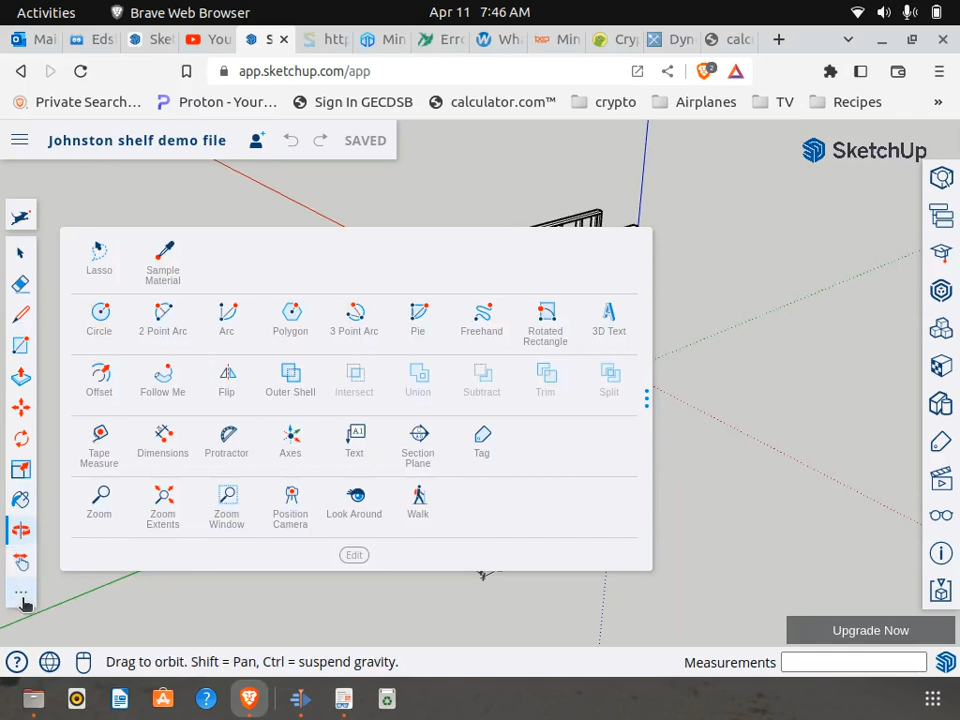 Activities Brave Web Browser Apr 11 7:46 AM
Mai Eds Ske You S http Min Erro Wha Min Cryp Dyn calc
app.sketchup.com/app 2
Private Search... Proton - Your... Sign In GECDSB calculator.com™ crypto Airplanes TV Recipes »
Johnston shelf demo file SAVED SketchUp
Lasso Sample
Material
Circle 2 Point Arc Arc Polygon 3 Point Arc Pie Freehand Rotated
Rectangle 3D Text
Offset Follow Me Flip Outer Shell Intersect Union Subtract Trim Split
Tape
Measure Dimensions Protractor Axes Text Section
Plane Tag
Zoom Zoom
Extents Zoom
Window Position
Camera Look Around Walk
Edit
Upgrade Now
Drag to orbit. Shift = Pan, Ctrl = suspend gravity. Measurements